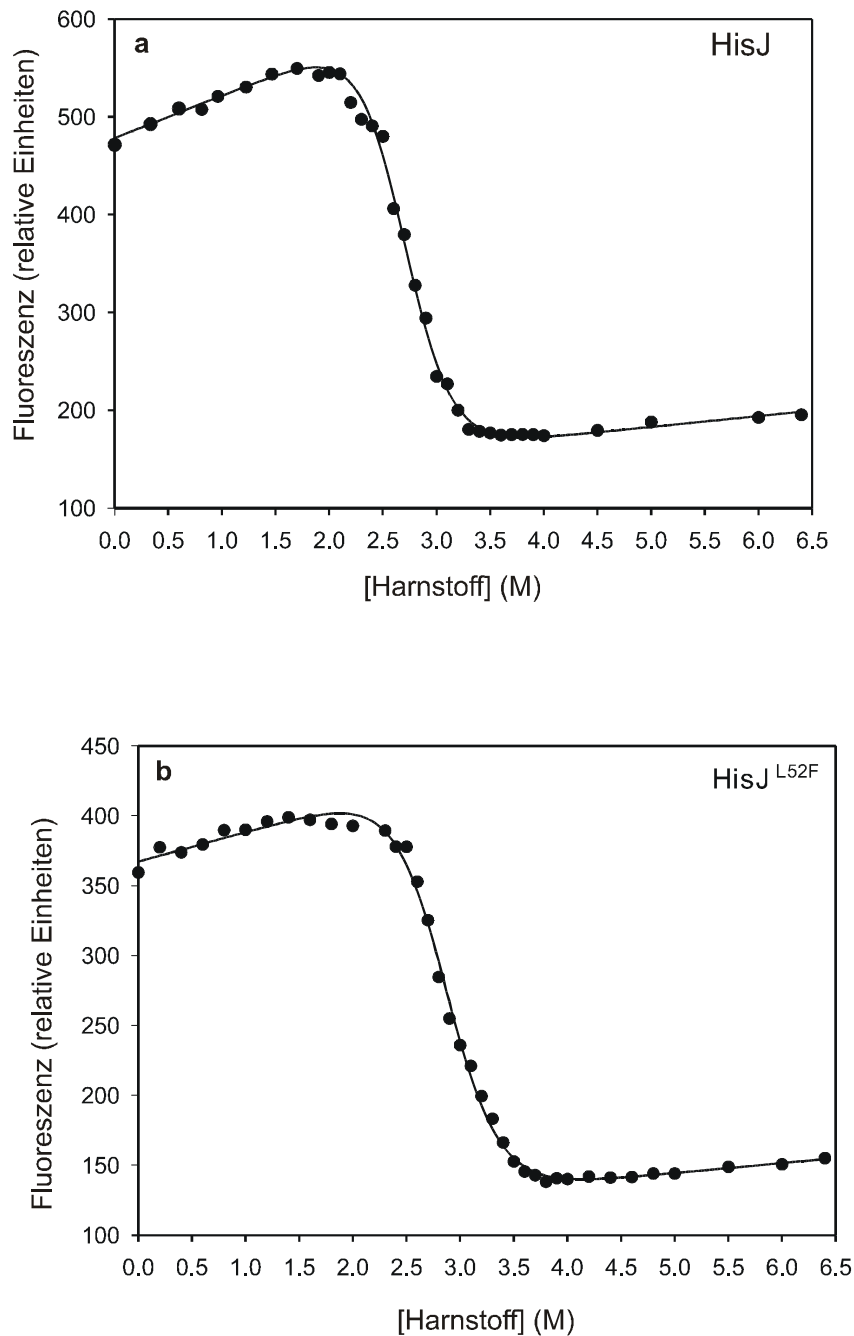 a
HisJ
Fluoreszenz (relative Einheiten)
600
500
400
300
200
100
0.0 0.5 1.0 1.5 2.0 2.5 3.0 3.5 4.0 4.5 5.0 5.5 6.0 6.5
[Harnstoff] (M)
b
HisJ L52F
Fluoreszenz (relative Einheiten)
450
400
350
300
250
200
150
100
0.0 0.5 1.0 1.5 2.0 2.5 3.0 3.5 4.0 4.5 5.0 5.5 6.0 6.5
[Harnstoff] (M)